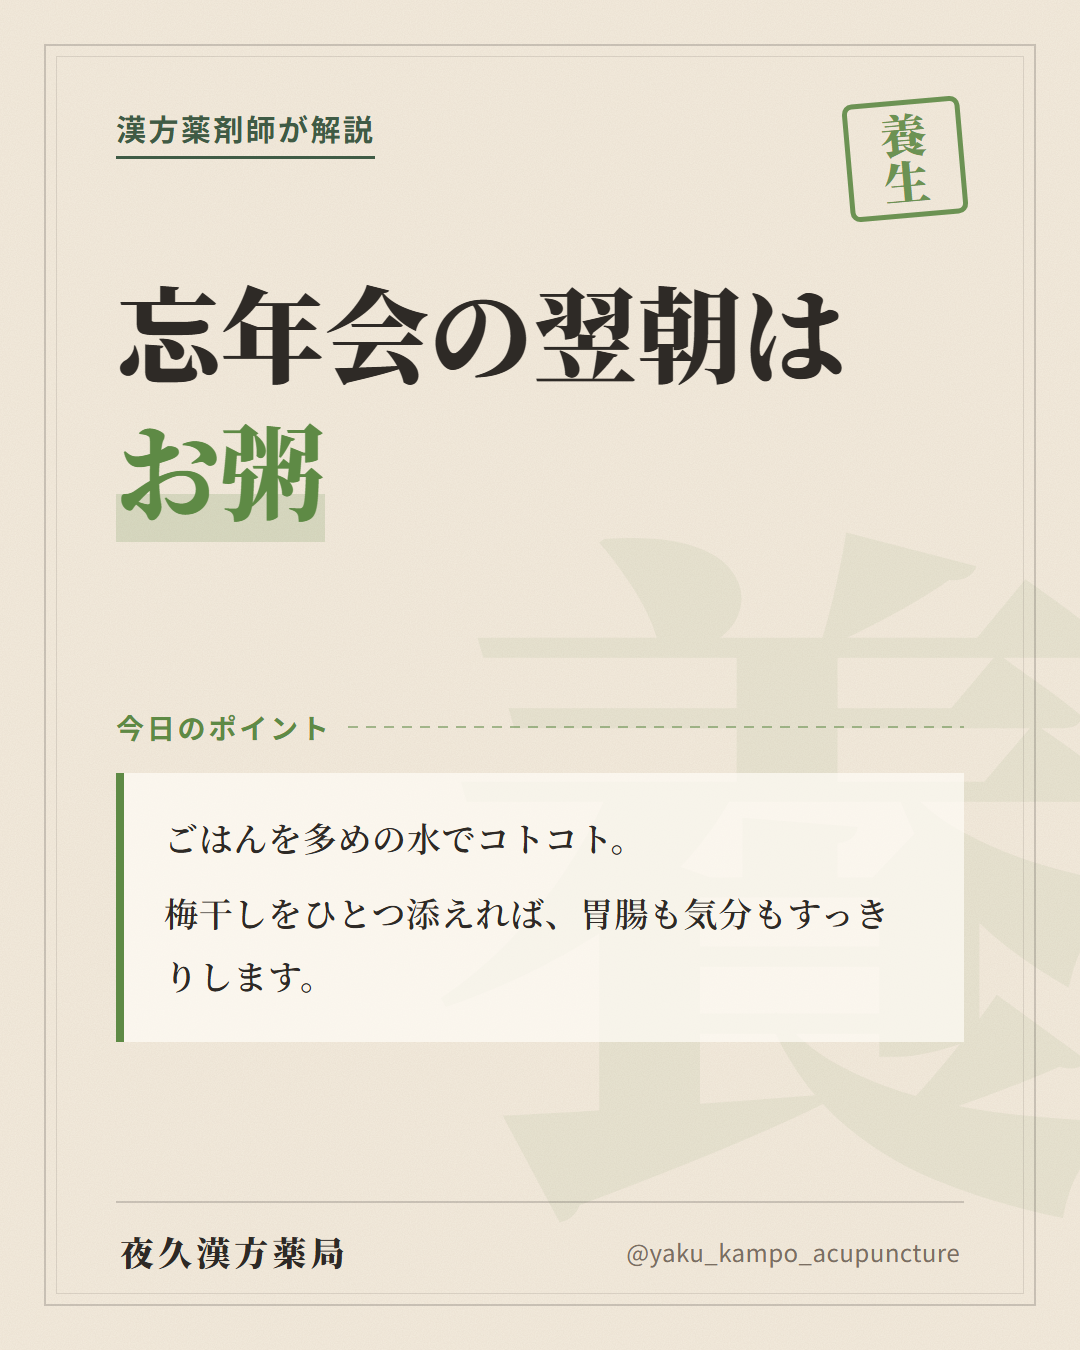 漢方薬剤師が解説
養生
忘年会の翌朝は
お粥
今日のポイント
ごはんを多めの水でコトコト。
梅干しをひとつ添えれば、胃腸も気分もすっき
りします。
夜久漢方薬局
@yaku_kampo_acupuncture
養